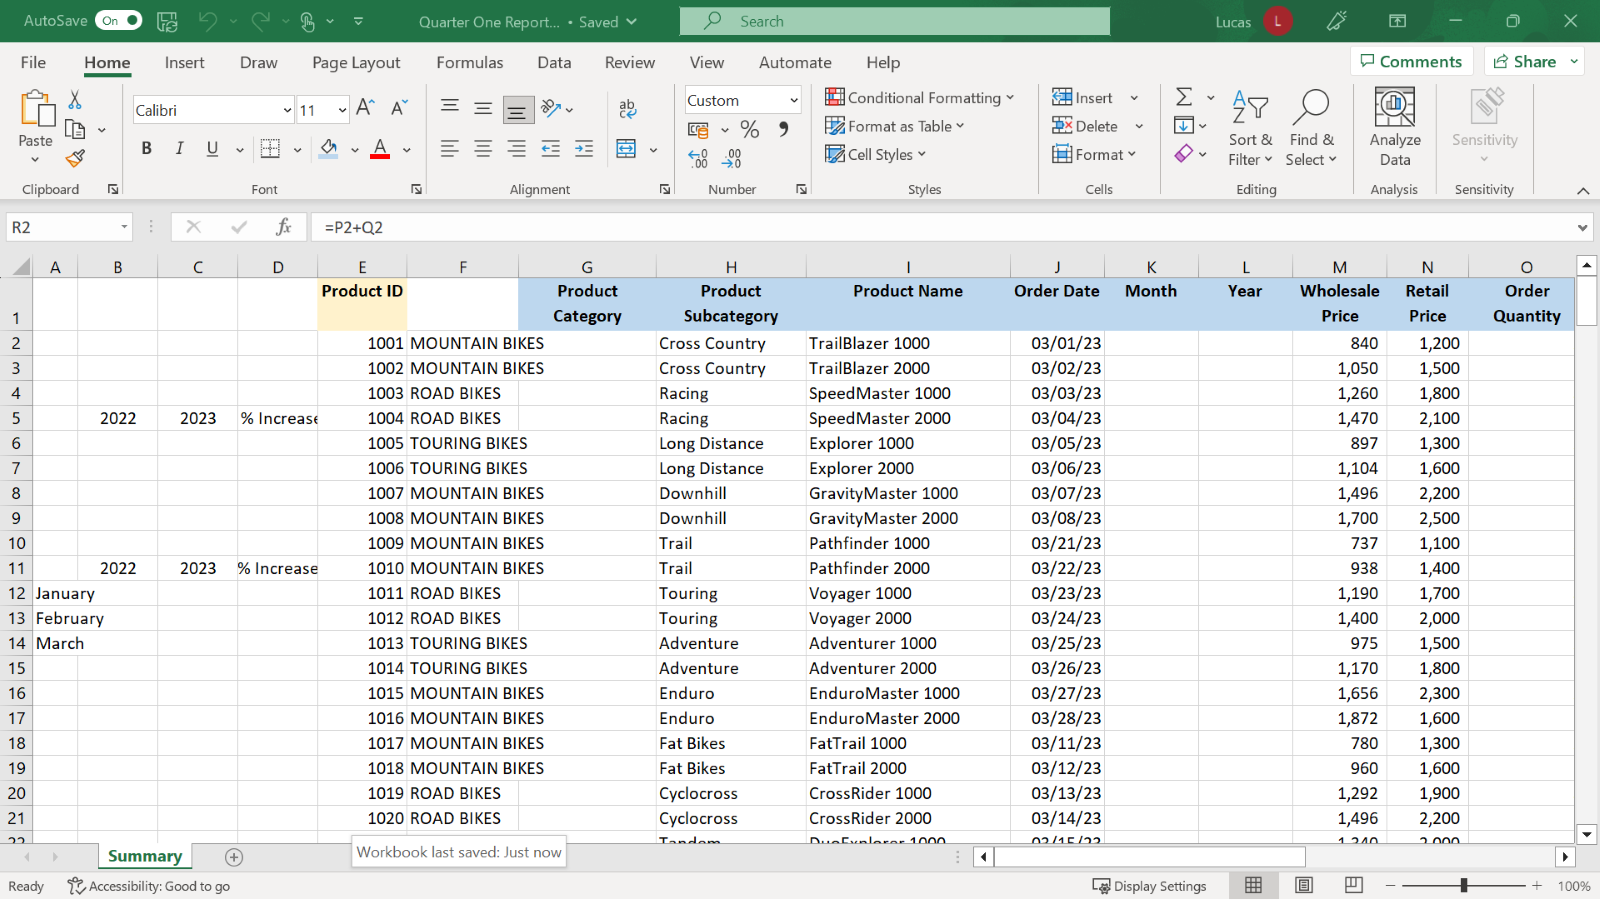 AutoSave On Quarter One Report... • Saved Search Lucas L
File Home Insert Draw Page Layout Formulas Data Review View Automate Help Comments Share
Paste Calibri 11 A A B I U A ab Custom % Conditional Formatting Format as Table Cell Styles Insert Delete Format Sort & Filter Find & Select Analyze Data Sensitivity
Clipboard Font Alignment Number Styles Cells Editing Analysis Sensitivity
R2 fx =P2+Q2
A B C D E F G H I J K L M N O
1 Product ID Product Category Product Subcategory Product Name Order Date Month Year Wholesale Price Retail Price Order Quantity
2 1001 MOUNTAIN BIKES Cross Country TrailBlazer 1000 03/01/23 840 1,200
3 1002 MOUNTAIN BIKES Cross Country TrailBlazer 2000 03/02/23 1,050 1,500
4 1003 ROAD BIKES Racing SpeedMaster 1000 03/03/23 1,260 1,800
5 2022 2023 % Increase 1004 ROAD BIKES Racing SpeedMaster 2000 03/04/23 1,470 2,100
6 1005 TOURING BIKES Long Distance Explorer 1000 03/05/23 897 1,300
7 1006 TOURING BIKES Long Distance Explorer 2000 03/06/23 1,104 1,600
8 1007 MOUNTAIN BIKES Downhill GravityMaster 1000 03/07/23 1,496 2,200
9 1008 MOUNTAIN BIKES Downhill GravityMaster 2000 03/08/23 1,700 2,500
10 1009 MOUNTAIN BIKES Trail Pathfinder 1000 03/21/23 737 1,100
11 2022 2023 % Increase 1010 MOUNTAIN BIKES Trail Pathfinder 2000 03/22/23 938 1,400
12 January 1011 ROAD BIKES Touring Voyager 1000 03/23/23 1,190 1,700
13 February 1012 ROAD BIKES Touring Voyager 2000 03/24/23 1,400 2,000
14 March 1013 TOURING BIKES Adventure Adventurer 1000 03/25/23 975 1,500
15 1014 TOURING BIKES Adventure Adventurer 2000 03/26/23 1,170 1,800
16 1015 MOUNTAIN BIKES Enduro EnduroMaster 1000 03/27/23 1,656 2,300
17 1016 MOUNTAIN BIKES Enduro EnduroMaster 2000 03/28/23 1,872 1,600
18 1017 MOUNTAIN BIKES Fat Bikes FatTrail 1000 03/11/23 780 1,300
19 1018 MOUNTAIN BIKES Fat Bikes FatTrail 2000 03/12/23 960 1,600
20 1019 ROAD BIKES Cyclocross CrossRider 1000 03/13/23 1,292 1,900
21 1020 ROAD BIKES Cyclocross CrossRider 2000 03/14/23 1,496 2,200
Summary Workbook last saved: Just now
Ready Accessibility: Good to go Display Settings 100%